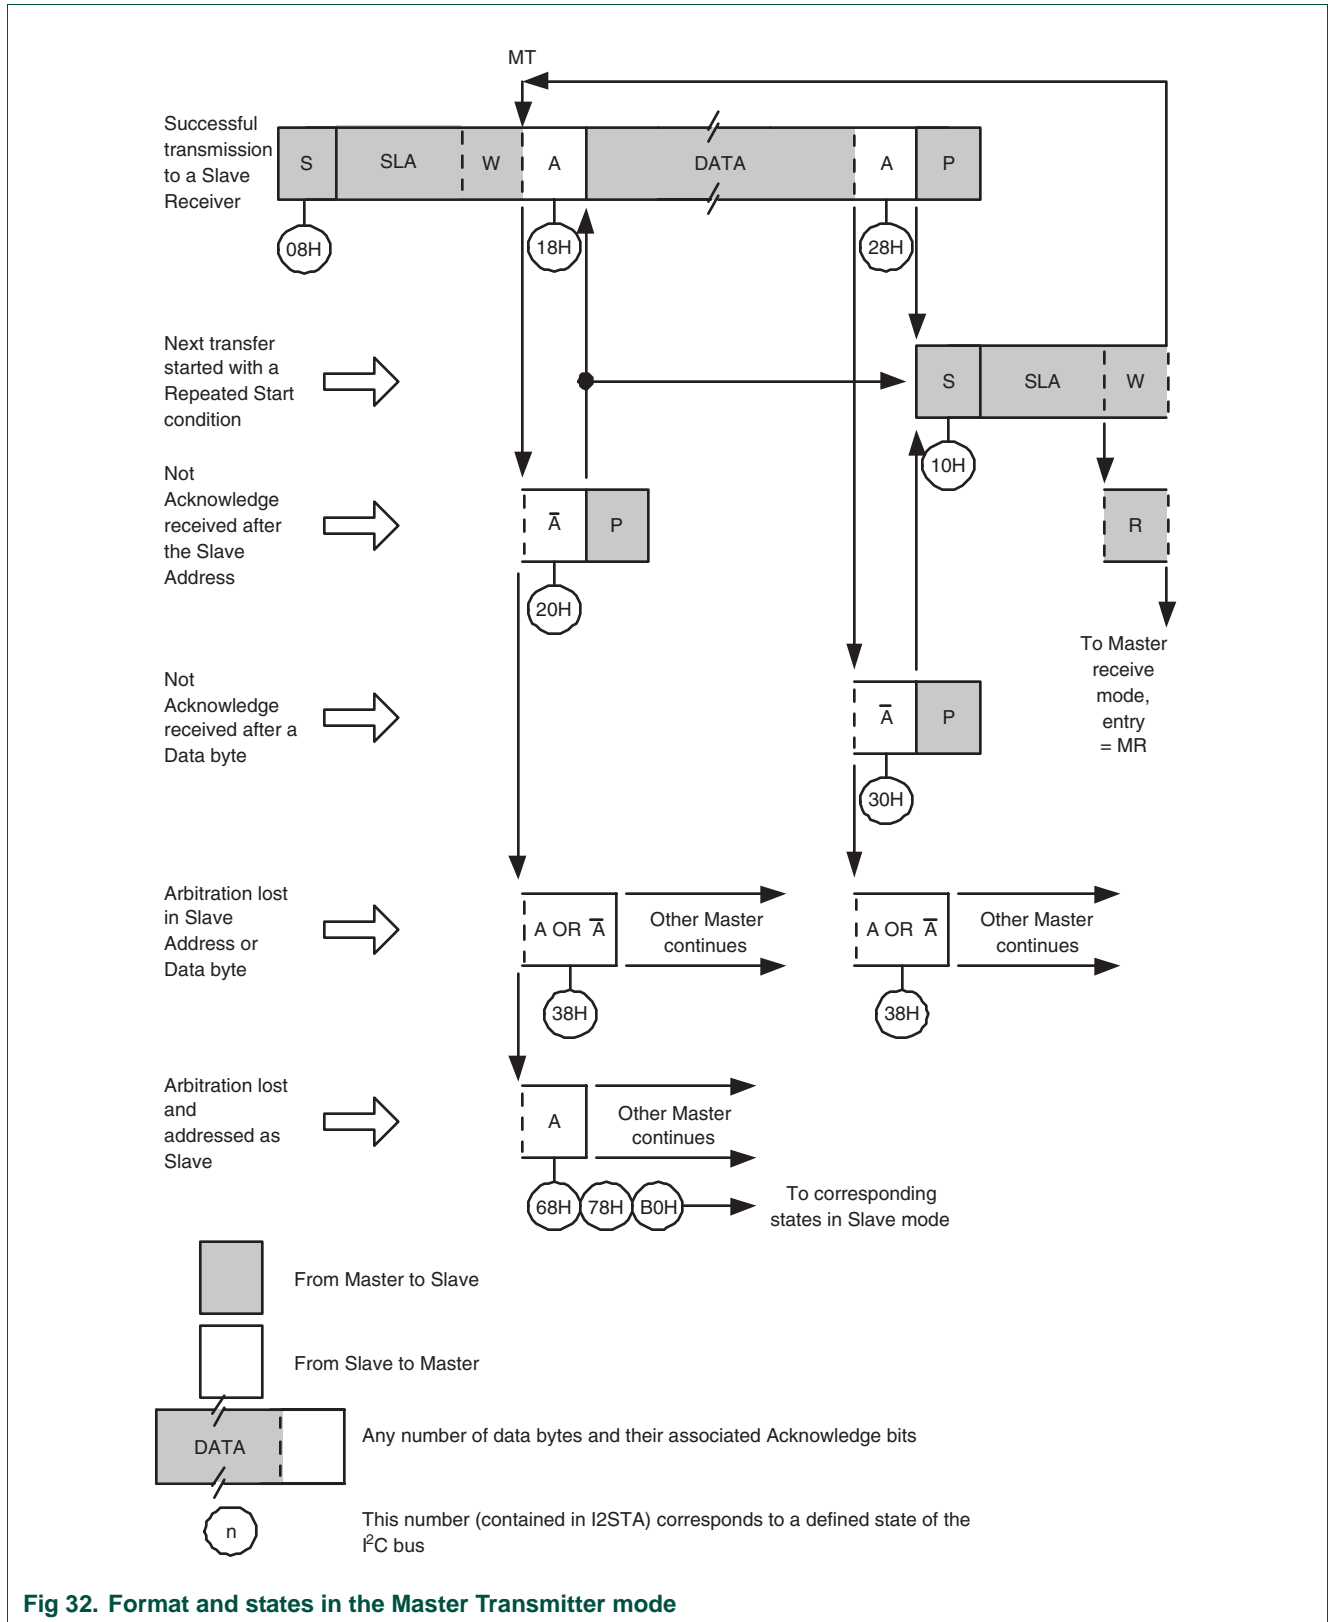 MT
Successful
transmission
to a Slave
Receiver
S
SLA
W
A
DATA
A
P
08H
18H
28H
Next transfer
started with a
Repeated Start
condition
S
SLA
W
10H
Not
Acknowledge
received after
the Slave
Address
A̅
P
R
20H
To Master
receive
mode,
entry
= MR
Not
Acknowledge
received after a
Data byte
A̅
P
30H
Arbitration lost
in Slave
Address or
Data byte
A OR A̅
Other Master
continues
A OR A̅
Other Master
continues
38H
38H
Arbitration lost
and
addressed as
Slave
A
Other Master
continues
68H
78H
B0H
To corresponding
states in Slave mode
From Master to Slave
From Slave to Master
DATA
Any number of data bytes and their associated Acknowledge bits
n
This number (contained in I2STA) corresponds to a defined state of the
I²C bus
Fig 32. Format and states in the Master Transmitter mode